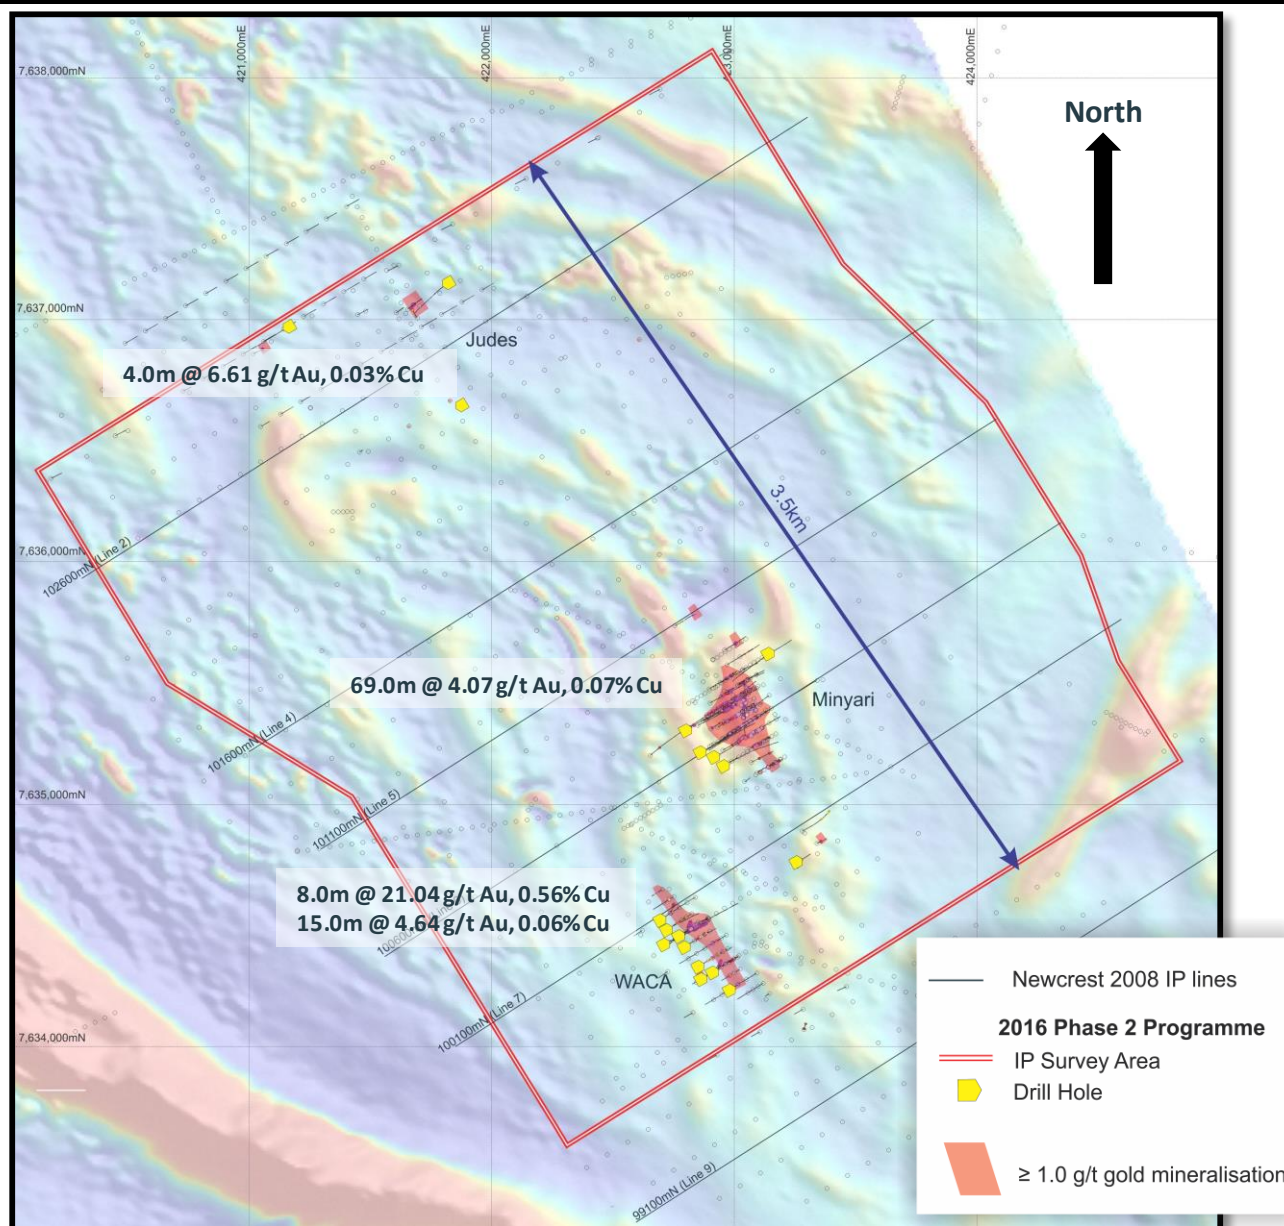 421,000mE
422,000mE
423,000mE
424,000mE
7,638,000mN
North
7,637,000mN
Judes
4.0m @ 6.61 g/t Au, 0.03% Cu
3.5km
7,636,000mN
102600mN (Line 2)
69.0m @ 4.07 g/t Au, 0.07% Cu
Minyari
101600mN (Line 4)
7,635,000mN
101100mN (Line 5)
8.0m @ 21.04 g/t Au, 0.56% Cu
15.0m @ 4.64 g/t Au, 0.06% Cu
WACA
100100mN (Line 7)
7,634,000mN
99100mN (Line 9)
Newcrest 2008 IP lines
2016 Phase 2 Programme
IP Survey Area
Drill Hole
≥ 1.0 g/t gold mineralisation